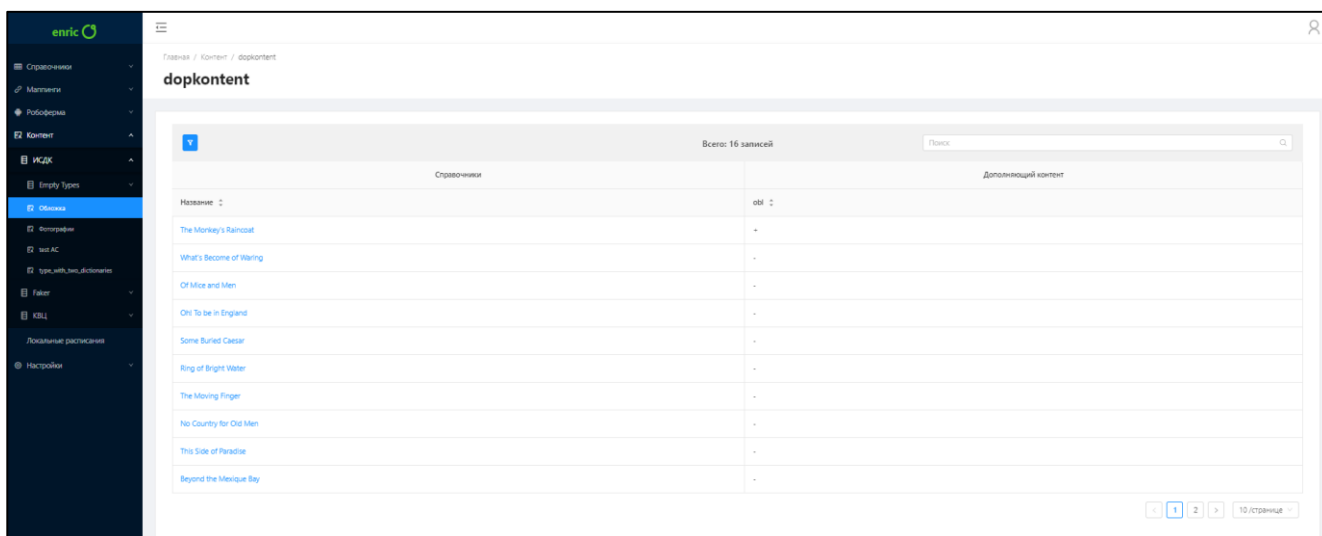 enric
Справочники
Маппинги
Робоферма
Контент
ИСДК
Empty Types
Обложка
Фотографии
test AC
type_with_two_dictionaries
Faker
КВЦ
Локальные расписания
Настройки
Главная / Контент / dopkontent
dopkontent
Всего: 16 записей
Поиск
Справочники Дополняющий контент
Название obl
The Monkey's Raincoat +
What's Become of Waring -
Of Mice and Men -
Oh! To be in England -
Some Buried Caesar -
Ring of Bright Water -
The Moving Finger -
No Country for Old Men -
This Side of Paradise -
Beyond the Mexique Bay -
< 1 2 > 10 /странице